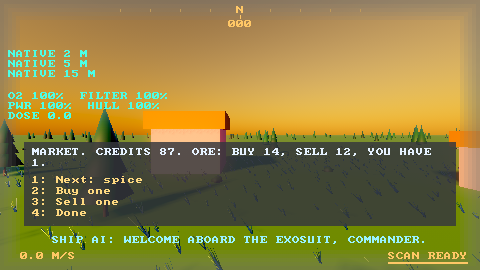 N
000
NATIVE 2 M
NATIVE 5 M
NATIVE 15 M
O2 100% FILTER 100%
PWR 100% HULL 100%
DOSE 0.0
MARKET. CREDITS 87. ORE: BUY 14, SELL 12, YOU HAVE
1.
1: Next: spice
2: Buy one
3: Sell one
4: Done
SHIP AI: WELCOME ABOARD THE EXOSUIT, COMMANDER.
0.0 M/S
SCAN READY